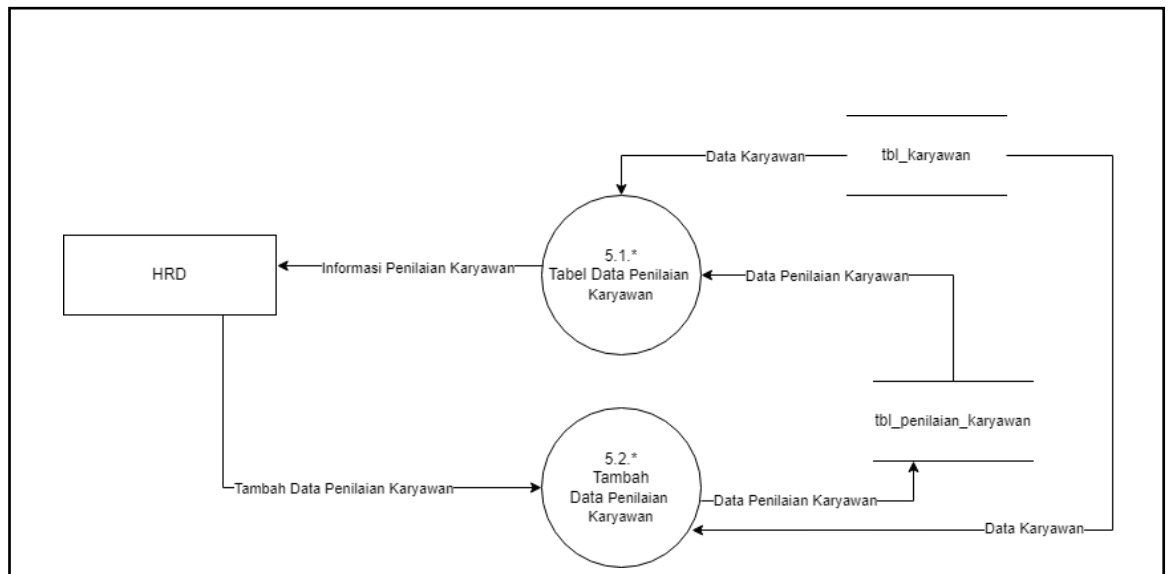 Data Karyawan
tbl_karyawan
HRD
Informasi Penilaian Karyawan
5.1.*
Tabel Data Penilaian
Karyawan
Data Penilaian Karyawan
tbl_penilaian_karyawan
Tambah Data Penilaian Karyawan
5.2.*
Tambah
Data Penilaian
Karyawan
Data Penilaian Karyawan
Data Karyawan